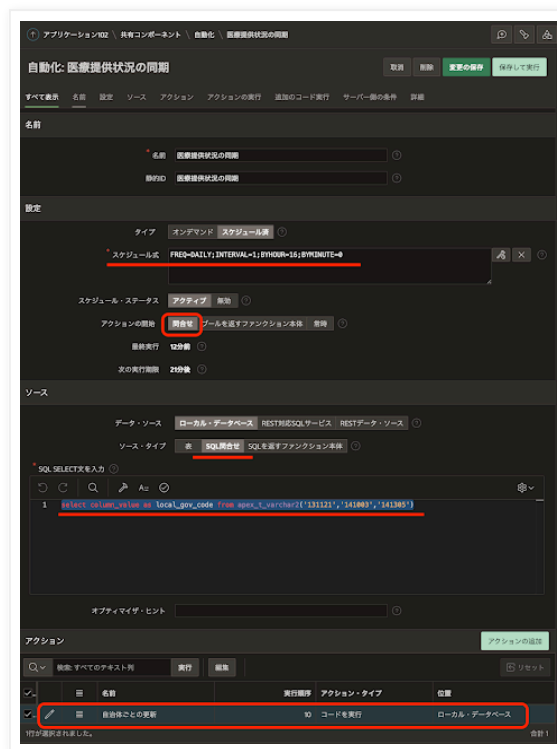 アプリケーション102 \ 共有コンポーネント \ 自動化 \ 医療提供状況の同期
自動化: 医療提供状況の同期
取消 削除 変更の保存 保存して実行
すべて表示 名前 設定 ソース アクション アクションの実行 追加のコード実行 サーバー側の条件 詳細
名前
* 名前 医療提供状況の同期
静的ID 医療提供状況の同期
設定
タイプ オンデマンド スケジュール済
* スケジュール式 FREQ=DAILY;INTERVAL=1;BYHOUR=16;BYMINUTE=0
スケジュール・ステータス アクティブ 無効
アクションの開始 問合せ ブールを返すファンクション本体 常時
最終実行 12分前
次の実行期限 21分後
ソース
データ・ソース ローカル・データベース REST対応SQLサービス RESTデータ・ソース
ソース・タイプ 表 SQL問合せ SQLを返すファンクション本体
* SQL SELECT文を入力
1 select column_value as local_gov_code from apex_t_varchar2('131121','141003','141305')
オプティマイザ・ヒント
アクション アクションの追加
検索: すべてのテキスト列 実行 編集 リセット
名前 実行順序 アクション・タイプ 位置
自治体ごとの更新 10 コードを実行 ローカル・データベース
1行が選択されました。 合計 1